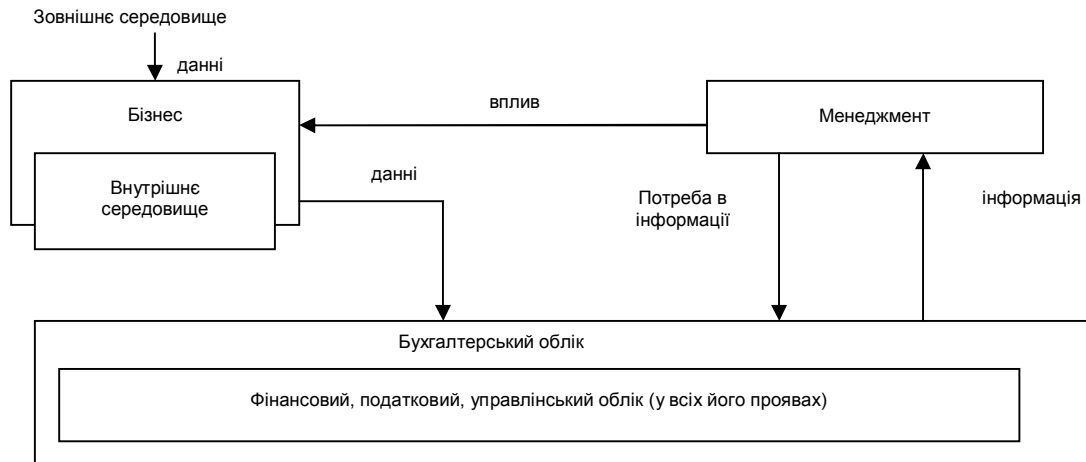 Зовнішнє середовище
данні
Бізнес
вплив
Менеджмент
Внутрішнє
середовище
данні
Потреба в
інформації
інформація
Бухгалтерський облік
Фінансовий, податковий, управлінський облік (у всіх його проявах)